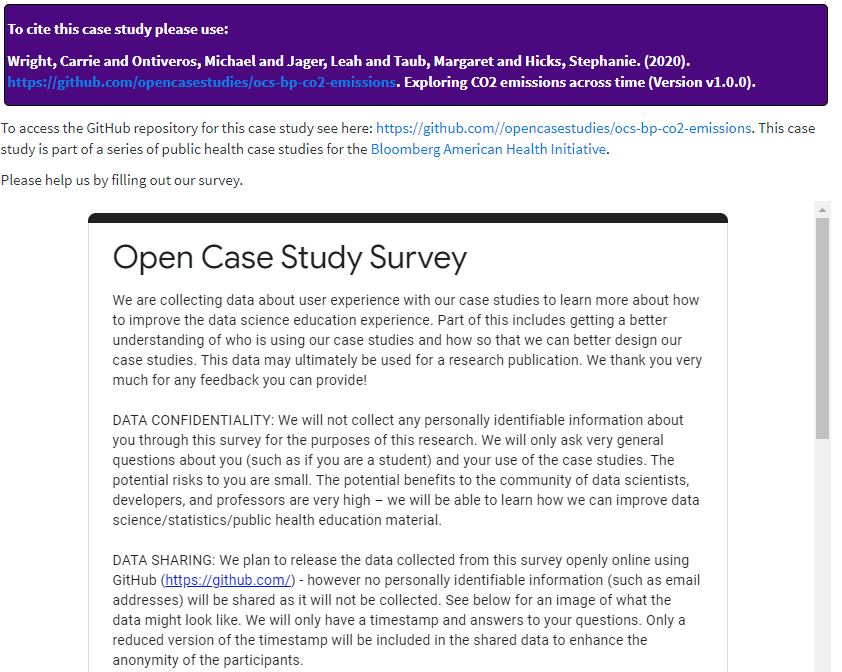 To cite this case study please use:
Wright, Carrie and Ontiveros, Michael and Jager, Leah and Taub, Margaret and Hicks, Stephanie. (2020).
https://github.com/opencasestudies/ocs-bp-co2-emissions. Exploring CO2 emissions across time (Version v1.0.0).
To access the GitHub repository for this case study see here: https://github.com//opencasestudies/ocs-bp-co2-emissions. This case
study is part of a series of public health case studies for the Bloomberg American Health Initiative.
Please help us by filling out our survey.
Open Case Study Survey
We are collecting data about user experience with our case studies to learn more about how
to improve the data science education experience. Part of this includes getting a better
understanding of who is using our case studies and how so that we can better design our
case studies. This data may ultimately be used for a research publication. We thank you very
much for any feedback you can provide!
DATA CONFIDENTIALITY: We will not collect any personally identifiable information about
you through this survey for the purposes of this research. We will only ask very general
questions about you (such as if you are a student) and your use of the case studies. The
potential risks to you are small. The potential benefits to the community of data scientists,
developers, and professors are very high – we will be able to learn how we can improve data
science/statistics/public health education material.
DATA SHARING: We plan to release the data collected from this survey openly online using
GitHub (https://github.com/) - however no personally identifiable information (such as email
addresses) will be shared as it will not be collected. See below for an image of what the
data might look like. We will only have a timestamp and answers to your questions. Only a
reduced version of the timestamp will be included in the shared data to enhance the
anonymity of the participants.